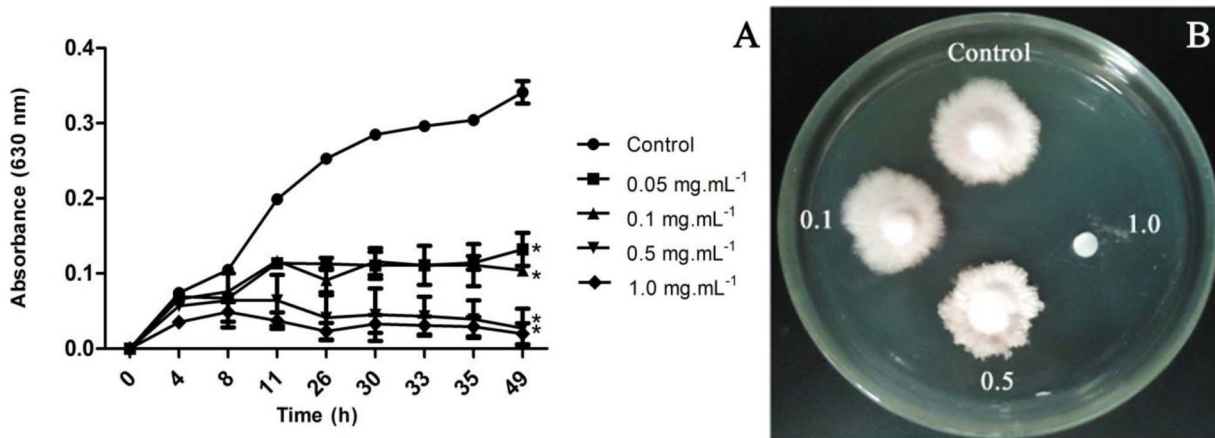 A
0.4
0.3
0.2
0.1
0.0
Absorbance (630 nm)
0
4
8
11
26
30
33
35
49
Time (h)
*
*
*
*
Control
0.05 mg.mL⁻¹
0.1 mg.mL⁻¹
0.5 mg.mL⁻¹
1.0 mg.mL⁻¹
B
Control
0.1
1.0
0.5